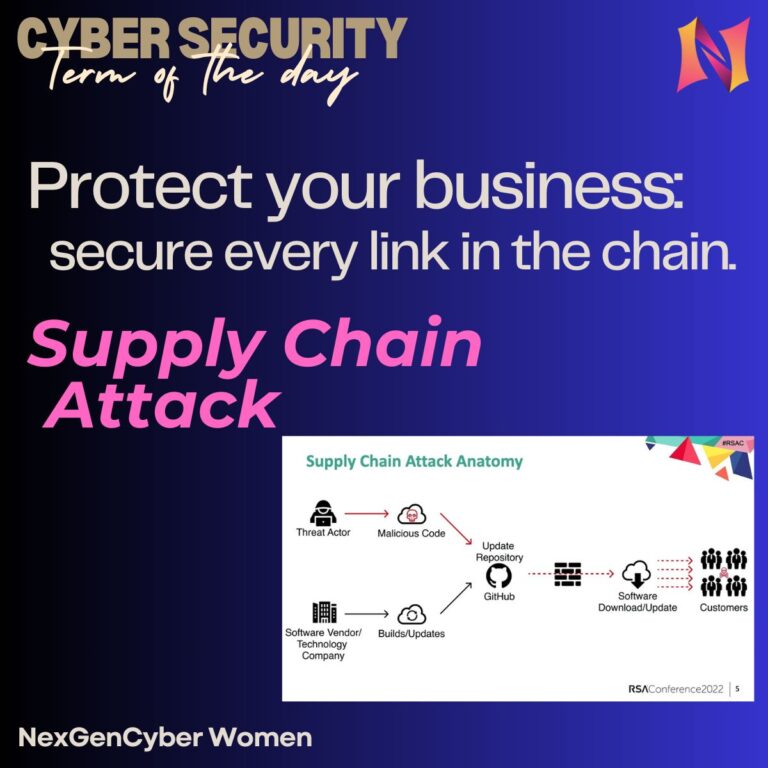 CYBER SECURITY
Term of the day
N
Protect your business:
secure every link in the chain.
Supply Chain
Attack
#RSAC
Supply Chain Attack Anatomy
Threat Actor
Malicious Code
Update
Repository
GitHub
Software
Download/Update
Customers
Software Vendor/
Technology
Company
Builds/Updates
RSAConference2022 | 5
NexGenCyber Women